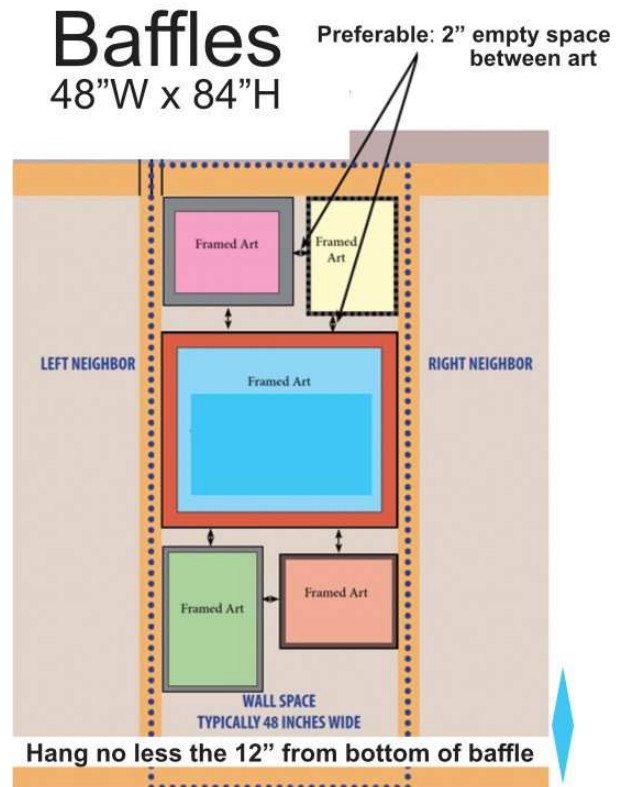 Baffles
48”W x 84”H
Preferable: 2” empty space
between art
Framed Art
Framed
Art
LEFT NEIGHBOR
RIGHT NEIGHBOR
Framed Art
Framed Art
Framed Art
WALL SPACE
TYPICALLY 48 INCHES WIDE
Hang no less the 12” from bottom of baffle